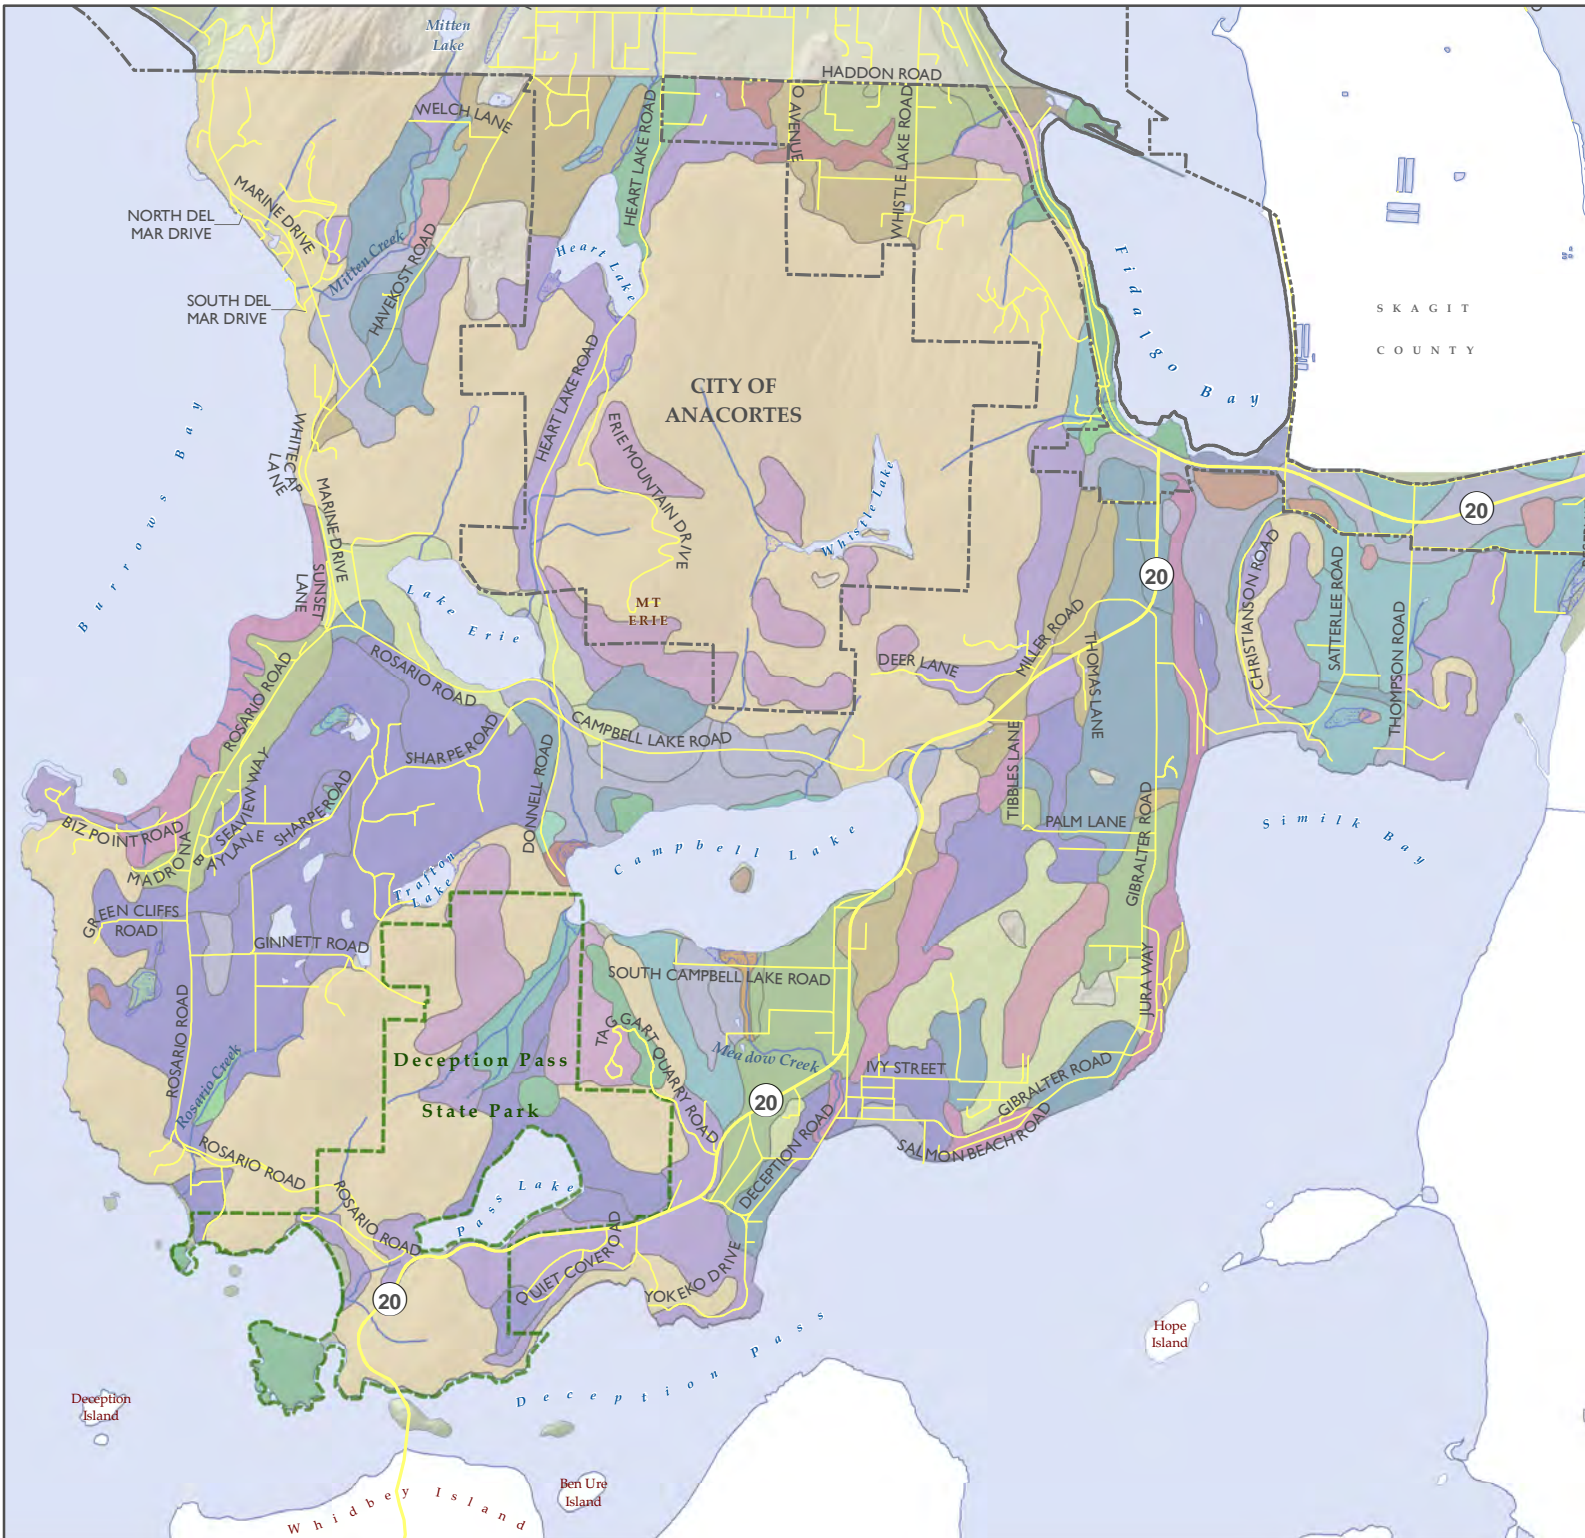 Mitten
Lake
HADDON ROAD
WELCH LANE
HEART LAKE ROAD
O AVENUE
WHISTLE LAKE ROAD
MARINE DRIVE
NORTH DEL
MAR DRIVE
Mitten Creek
HAVEKOST ROAD
Heart Lake
Fidalgo Bay
SOUTH DEL
MAR DRIVE
SKAGIT
COUNTY
HEART LAKE ROAD
CITY OF
ANACORTES
ERIE MOUNTAIN DRIVE
WHITECAP
LANE
Burrows Bay
MARINE DRIVE
Whistle Lake
20
20
SUNSET
LANE
Lake Erie
MT
ERIE
CHRISTIANSON ROAD
SATTERLEE ROAD
THOMPSON ROAD
ROSARIO ROAD
ROSARIO ROAD
DEER LANE
MILLER ROAD
THOMAS LANE
CAMPBELL LAKE ROAD
SHARPE ROAD
DONNELL ROAD
TIBBLES LANE
SEAVIEW WAY
SHARPE ROAD
BIZ POINT ROAD
BAY LANE
MADRONA
Campbell Lake
PALM LANE
GIBRALTER ROAD
Similk Bay
Trafton
Lake
GREEN CLIFFS
ROAD
GINNETT ROAD
SOUTH CAMPBELL LAKE ROAD
JURA WAY
ROSARIO ROAD
TAGGART QUARRY ROAD
Deception Pass
State Park
Meadow Creek
IVY STREET
GIBRALTER ROAD
Rosario Creek
20
DECEPTION ROAD
SALMON BEACH ROAD
ROSARIO ROAD
ROSARIO ROAD
Pass Lake
QUIET COVE ROAD
YOKEKO DRIVE
20
Hope
Island
Deception Pass
Deception
Island
Ben Ure
Island
Whidbey Island